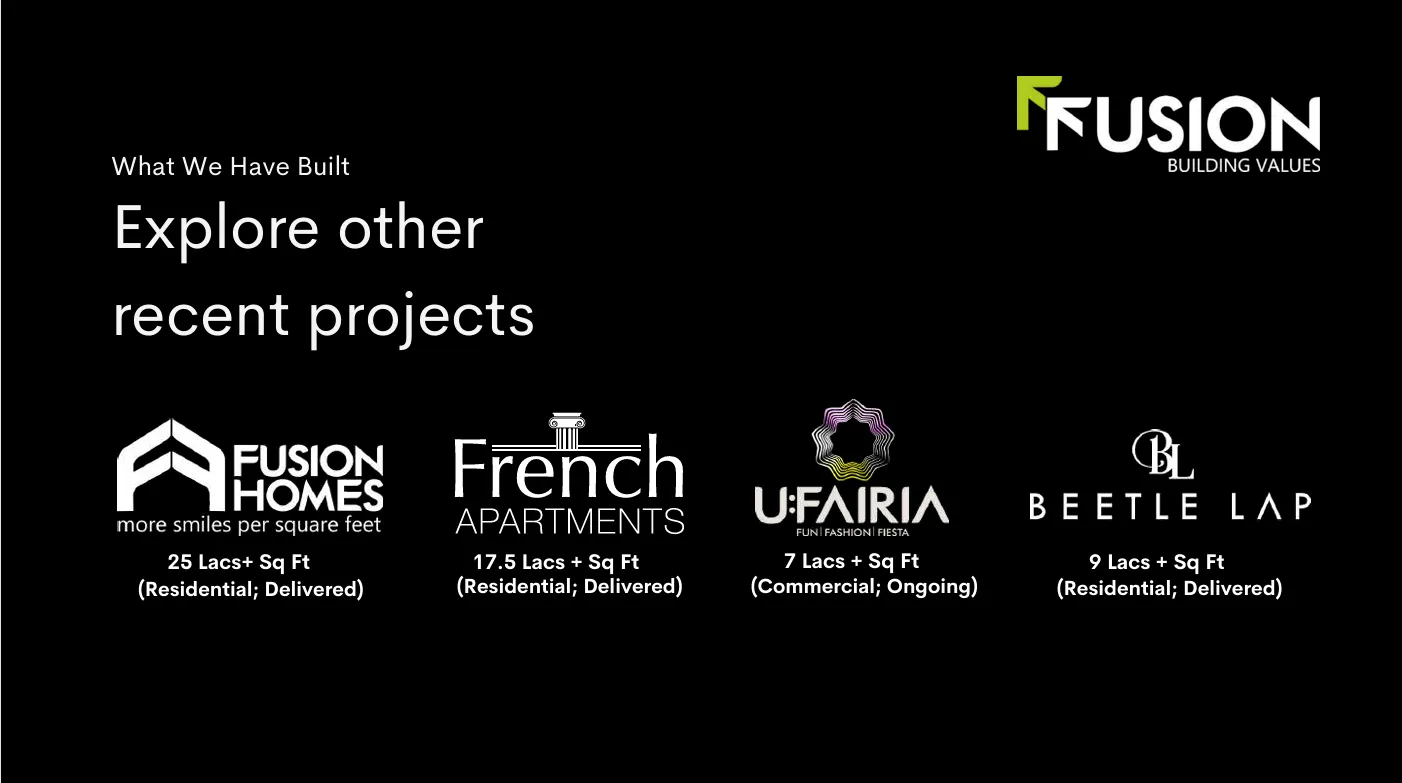 FUSION
BUILDING VALUES
What We Have Built
Explore other
recent projects
FUSION
HOMES
more smiles per square feet
25 Lacs+ Sq Ft
(Residential; Delivered)
French
APARTMENTS
17.5 Lacs + Sq Ft
(Residential; Delivered)
U:FAIRIA
FUN|FASHION|FIESTA
7 Lacs + Sq Ft
(Commercial; Ongoing)
BL
BEETLE LAP
9 Lacs + Sq Ft
(Residential; Delivered)